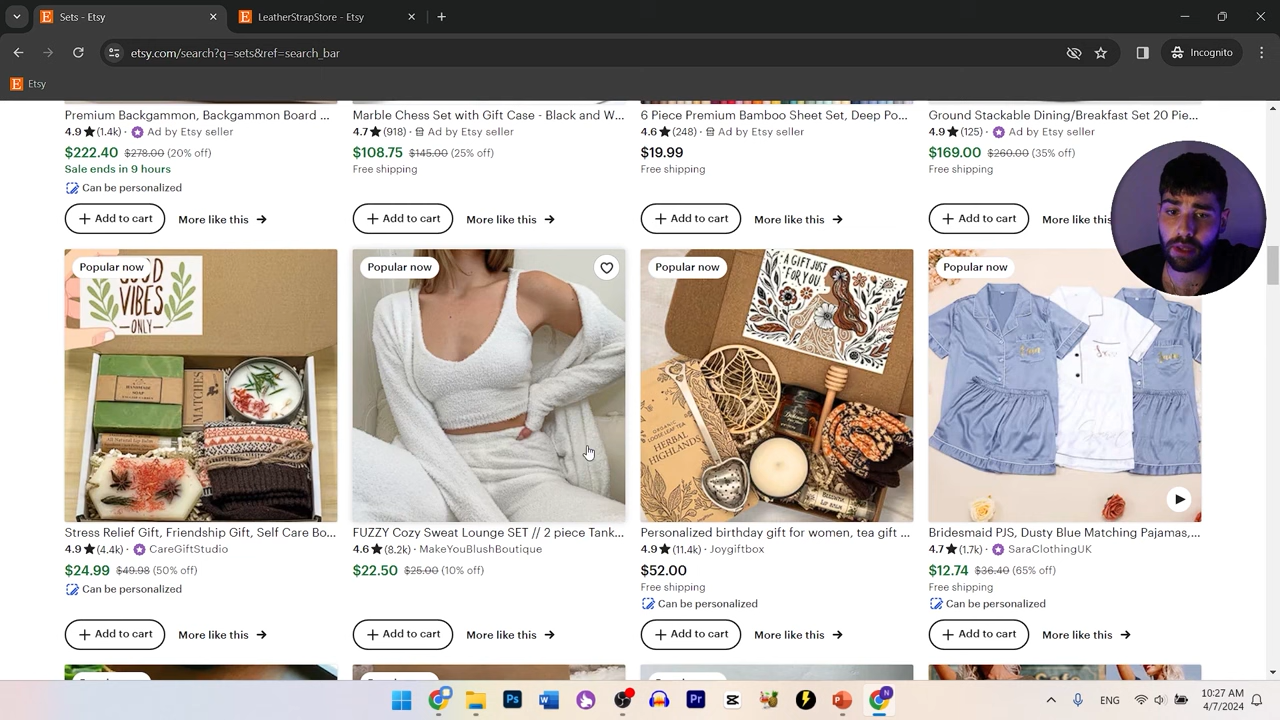 Sets - Etsy
LeatherStrapStore - Etsy
etsy.com/search?q=sets&ref=search_bar
Incognito
Etsy
Premium Backgammon, Backgammon Board ...
4.9 (1.4k) · Ad by Etsy seller
$222.40 $278.00 (20% off)
Sale ends in 9 hours
Can be personalized
Add to cart More like this
Marble Chess Set with Gift Case - Black and W...
4.7 (918) · Ad by Etsy seller
$108.75 $145.00 (25% off)
Free shipping
Add to cart More like this
6 Piece Premium Bamboo Sheet Set, Deep Po...
4.6 (248) · Ad by Etsy seller
$19.99
Free shipping
Add to cart More like this
Ground Stackable Dining/Breakfast Set 20 Pie...
4.9 (125) · Ad by Etsy seller
$169.00 $260.00 (35% off)
Free shipping
Add to cart More like this
Popular now
GOOD
VIBES
ONLY
HANDMADE
SOAP
MATCHES
All Natural Lip Balm
Stress Relief Gift, Friendship Gift, Self Care Bo...
4.9 (4.4k) · CareGiftStudio
$24.99 $49.98 (50% off)
Can be personalized
Add to cart More like this
Popular now
FUZZY Cozy Sweat Lounge SET // 2 piece Tank...
4.6 (8.2k) · MakeYouBlushBoutique
$22.50 $25.00 (10% off)
Add to cart More like this
Popular now
A GIFT JUST
FOR YOU
ORGANIC
LOOSE LEAF TEA
HERBAL
HIGHLANDS
Personalized birthday gift for women, tea gift ...
4.9 (11.4k) · Joygiftbox
$52.00
Free shipping
Can be personalized
Add to cart More like this
Popular now
Bridesmaid PJS, Dusty Blue Matching Pajamas,...
4.7 (1.7k) · SaraClothingUK
$12.74 $36.40 (65% off)
Free shipping
Can be personalized
Add to cart More like this
ENG
10:27 AM
4/7/2024